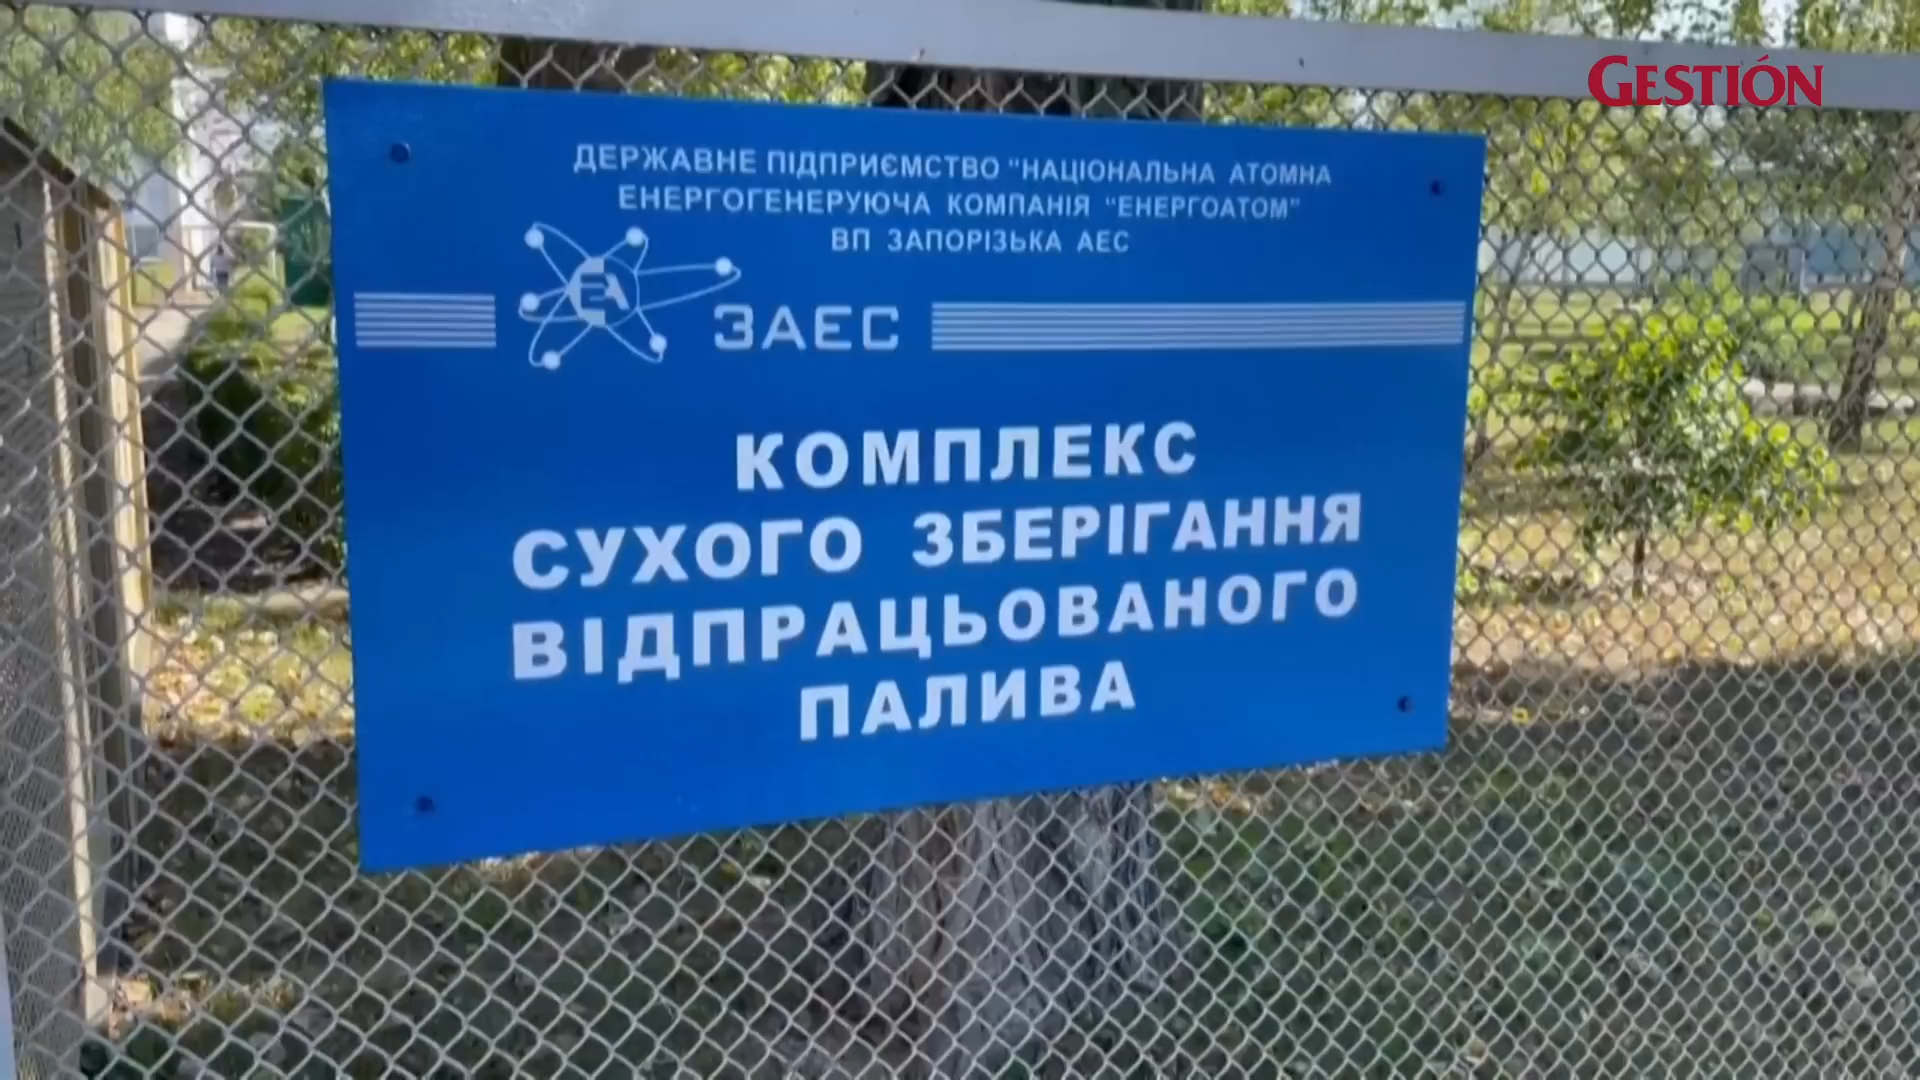 GESTIÓN
ДЕРЖАВНЕ ПІДПРИЄМСТВО "НАЦІОНАЛЬНА АТОМНА
ЕНЕРГОГЕНЕРУЮЧА КОМПАНІЯ "ЕНЕРГОАТОМ"
ВП ЗАПОРІЗЬКА АЕС
ЕА
ЗАЕС
КОМПЛЕКС
СУХОГО ЗБЕРІГАННЯ
ВІДПРАЦЬОВАНОГО
ПАЛИВА